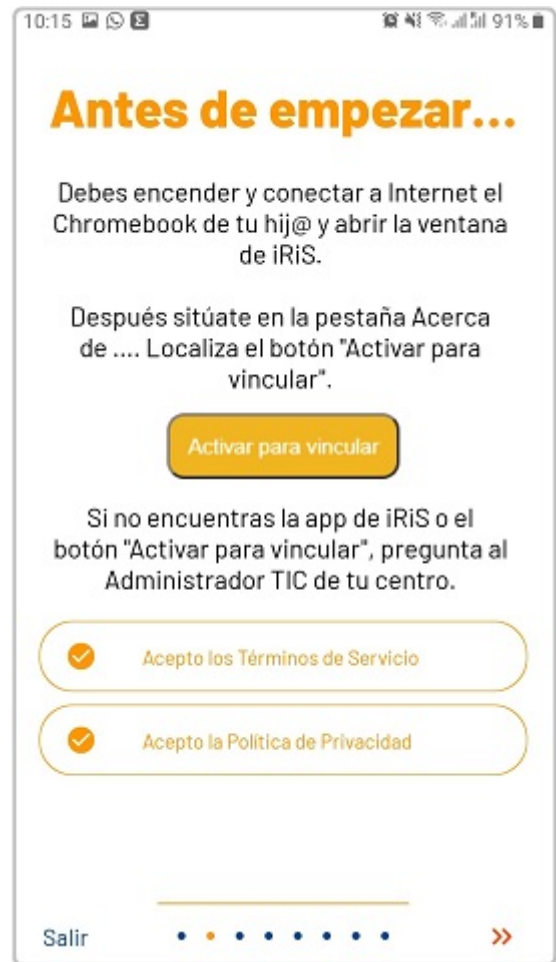 10:15
91%
Antes de empezar...
Debes encender y conectar a Internet el
Chromebook de tu hij@ y abrir la ventana
de iRiS.
Después sitúate en la pestaña Acerca
de .... Localiza el botón "Activar para
vincular".
Activar para vincular
Si no encuentras la app de iRiS o el
botón "Activar para vincular", pregunta al
Administrador TIC de tu centro.
Acepto los Términos de Servicio
Acepto la Política de Privacidad
Salir
»